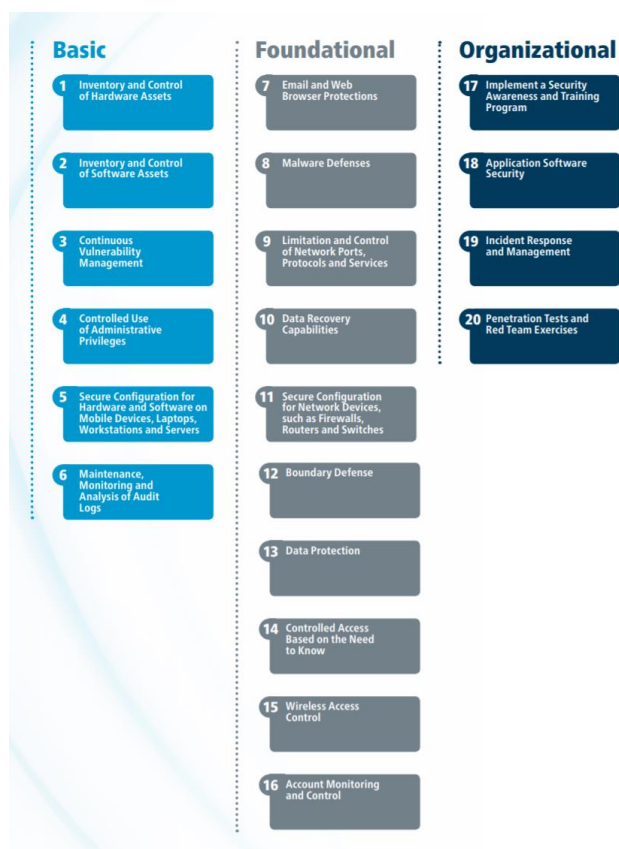 Basic
1 Inventory and Control
of Hardware Assets
2 Inventory and Control
of Software Assets
3 Continuous
Vulnerability
Management
4 Controlled Use
of Administrative
Privileges
5 Secure Configuration for
Hardware and Software on
Mobile Devices, Laptops,
Workstations and Servers
6 Maintenance,
Monitoring and
Analysis of Audit
Logs
Foundational
7 Email and Web
Browser Protections
8 Malware Defenses
9 Limitation and Control
of Network Ports,
Protocols and Services
10 Data Recovery
Capabilities
11 Secure Configuration
for Network Devices,
such as Firewalls,
Routers and Switches
12 Boundary Defense
13 Data Protection
14 Controlled Access
Based on the Need
to Know
15 Wireless Access
Control
16 Account Monitoring
and Control
Organizational
17 Implement a Security
Awareness and Training
Program
18 Application Software
Security
19 Incident Response
and Management
20 Penetration Tests and
Red Team Exercises